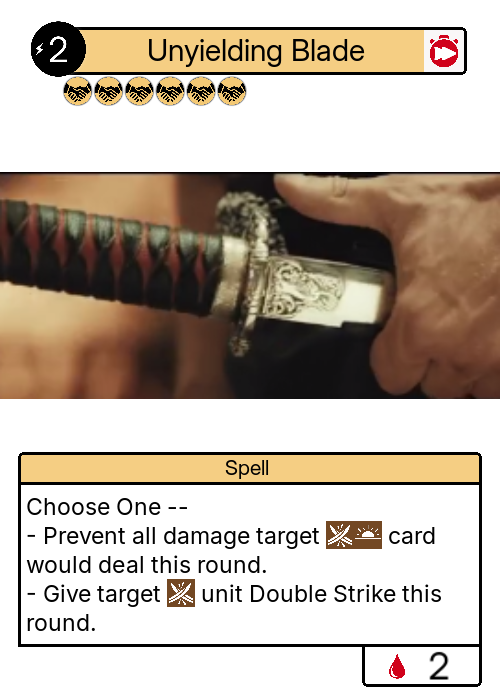 2
Unyielding Blade
Spell
Choose One --
- Prevent all damage target card
would deal this round.
- Give target unit Double Strike this
round.
2